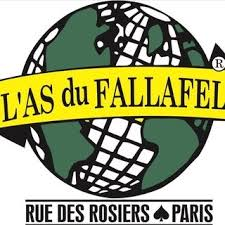 L'AS du FALLAFEL ®
RUE DES ROSIERS ♠ PARIS